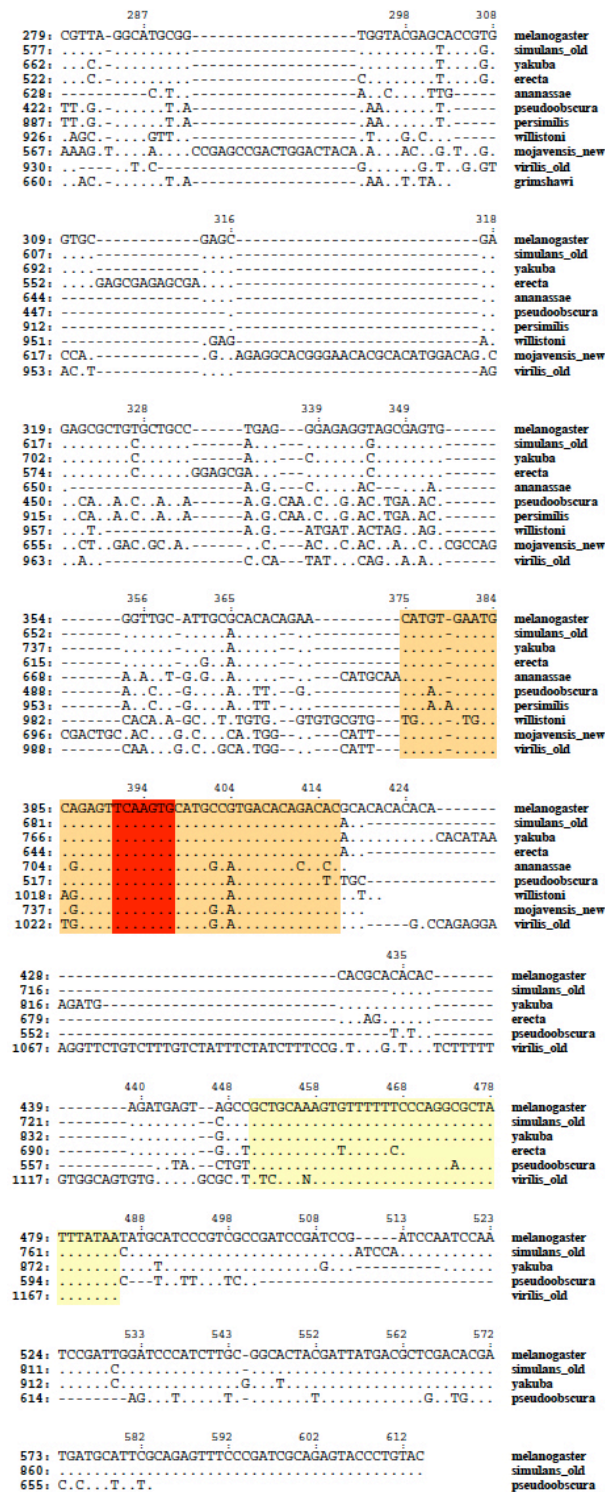 287 298 308
279: CGTTA-GGCATGCGG-------------------TGGTACGAGCACCGTG melanogaster
577: .....-.........-------------------.........T....G. simulans_old
662: ...C.-.........-------------------.........T....G. yakuba
522: ...C.-.........-------------------C........T....G. erecta
628: ----------C.T.--------------------A..C....TTG----- ananassae
422: TT.G.-......T.A-------------------.AA......T.----- pseudoobscura
887: TT.G.-......T.A-------------------.AA......T.----- persimilis
926: .AGC.-....GTT..-------------------.T...G.C...----- willistoni
567: AAAG.T....A....CCGAGCCGACTGGACTACA.A...AC..G.T..G. mojavensis_new
930: ..----..T.C-----------------------G......G.T..G.GT virilis_old
660: ..AC.-......T.A-------------------.AA..T.TA.. grimshawi
316 318
309: GTGC------------GAGC----------------------------GA melanogaster
607: ....------------....----------------------------.. simulans_old
692: ....------------....----------------------------.. yakuba
552: ....GAGCGAGAGCGA....----------------------------.. erecta
644: ------------------------------------------------.. ananassae
447: -------------------.----------------------------.. pseudoobscura
912: -------------------.----------------------------.. persimilis
951: ----------------.GAG----------------------------A. willistoni
617: CCA.-------------.G..AGAGGCACGGGAACACGCACATGGACAG.C mojavensis_new
953: AC.T--------------------------------------------AG virilis_old
328 339 349
319: GAGCGCTGTGCTGCC------TGAG---GGAGAGGTAGCGAGTG------ melanogaster
617: ........C......------A...---.......G........------ simulans_old
702: ........C......------A...---C......C........------ yakuba
574: ........C......GGAGCGA...---.......C........------ erecta
650: .--------------------A.G.---.C....AC---...A.------ ananassae
450: ..CA..A.C..A..A------A.G.CAA.C..G.AC.TGA.AC.------ pseudoobscura
915: ..CA..A.C..A..A------A.G.CAA.C..G.AC.TGA.AC.------ persimilis
957: ...T.----------------A.G.---ATGAT.ACTAG..AG.------ willistoni
655: ..CT..GAC.GC.A.--------.C.---.AC..C.AC..A..C..CGCCAG mojavensis_new
963: ..A.-----------------C.CA---TAT...CAG..A.A..------ virilis_old
356 365 375 384
354: -------GGTTGC-ATTGCGCACACAGAA----------CATGT-GAATG melanogaster
652: -------......-.....A.....--..----------.....-..... simulans_old
737: -------......-.....A.....--..----------.....-..... yakuba
615: -------......-..G..A.....--..----------.....-..... erecta
668: -------A.A..T-G.G..A.....----...CATGCAA.....-..... ananassae
488: -------A..C..-G....A..TT.--.G----------...A.-..... pseudoobscura
953: -------A..C..-G....A..TT.--..----------...A.A..... persimilis
982: -------CACA.A-GC..T.TGTG...GTGTGCGTG---TG...-..TG.. willistoni
696: CGACTGC.AC...G.C...CA.TGG.---..CATT----.....-..... mojavensis_new
988: -------CAA...G.C..GCA.TGG.---..CATT----.....-..... virilis_old
394 404 414 424
385: CAGAGTTCAAGTGCATGCCGTGACACAGACACGCACACACACA------- melanogaster
681: ................................A..........------- simulans_old
766: ...........................................CACATAA yakuba
644: ................................A..........------- erecta
704: .G...............G.A.......C..C. ananassae
517: ...................A..........T.TGC--------------- pseudoobscura
1018: AG.................A..............T.. willistoni
737: .G...............G.A............ mojavensis_new
1022: TG.................A....................G.CCAGAGGA virilis_old
435
428: --------------------------------CACGCACACAC------- melanogaster
716: --------------------------------------.....------- simulans_old
816: AGATG---------------------------...........------- yakuba
679: --------------------------------...AG......------- erecta
552: --------------------------------------.T.T..------ pseudoobscura
1067: AGGTTCTGTCTTTGTCTATTTCTATCTTTCCG.T...G.T...TCTTTTT virilis_old
440 448 458 468 478
439: --------AGATGAGT--AGCCGCTGCAAAGTGTTTTTTCCCAGGCGCTA melanogaster
721: --------........--C............................... simulans_old
832: --------........--G............................... yakuba
690: --------........--G..T..........T.....C. erecta
557: -------------.TA..CTGT..........................A... pseudoobscura
1117: GTGGCAGTGTG.....GCGC.T.TC...N..................... virilis_old
488 498 508 513 523
479: TTTATAATATGCATCCCGTCGCCGATCCGATCCG-----ATCCAATCCAA melanogaster
761: .......C..........................ATCCA........... simulans_old
872: ...........T..................G...----------...... yakuba
594: .......C---T..TT...TC..--------------------------- pseudoobscura
1167: ....... virilis_old
533 543 552 562 572
524: TCCGATTGGATCCCATCTTGC-GGCACTACGATTATGACGCTCGACACGA melanogaster
811: ......C..............-............................ simulans_old
912: ......C..............G...T........................ yakuba
614: --------AG...T.....T.-........T............G..TG... pseudoobscura
582 592 602 612
573: TGATGCATTCGCAGAGTTTCCCGATCGCAGAGTACCCTGTAC melanogaster
860: .......................................... simulans_old
655: C.C...T..T. pseudoobscura